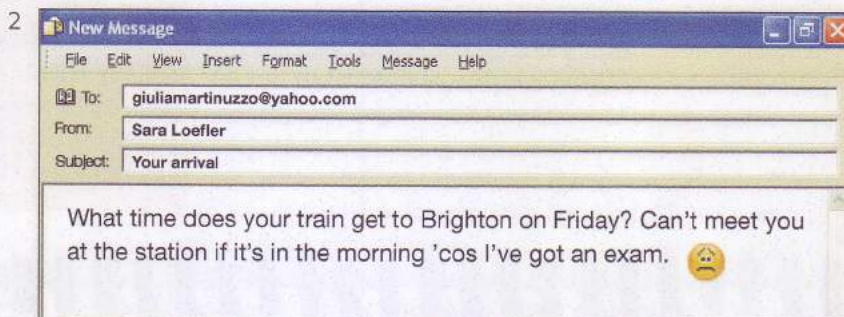 2
New Message
File Edit View Insert Format Tools Message Help
To: giuliamartinuzzo@yahoo.com
From: Sara Loefler
Subject: Your arrival
What time does your train get to Brighton on Friday? Can't meet you
at the station if it's in the morning 'cos I've got an exam.